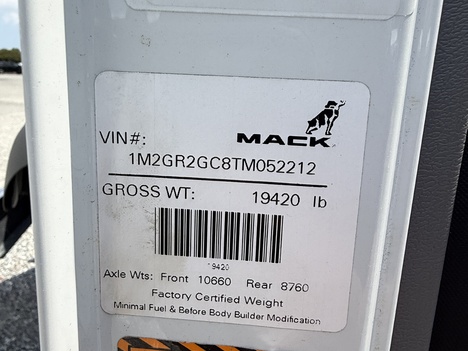 MACK
VIN#:
1M2GR2GC8TM052212
GROSS WT: 19420 lb
19420
Axle Wts: Front 10660 Rear 8760
Factory Certified Weight
Minimal Fuel & Before Body Builder Modification